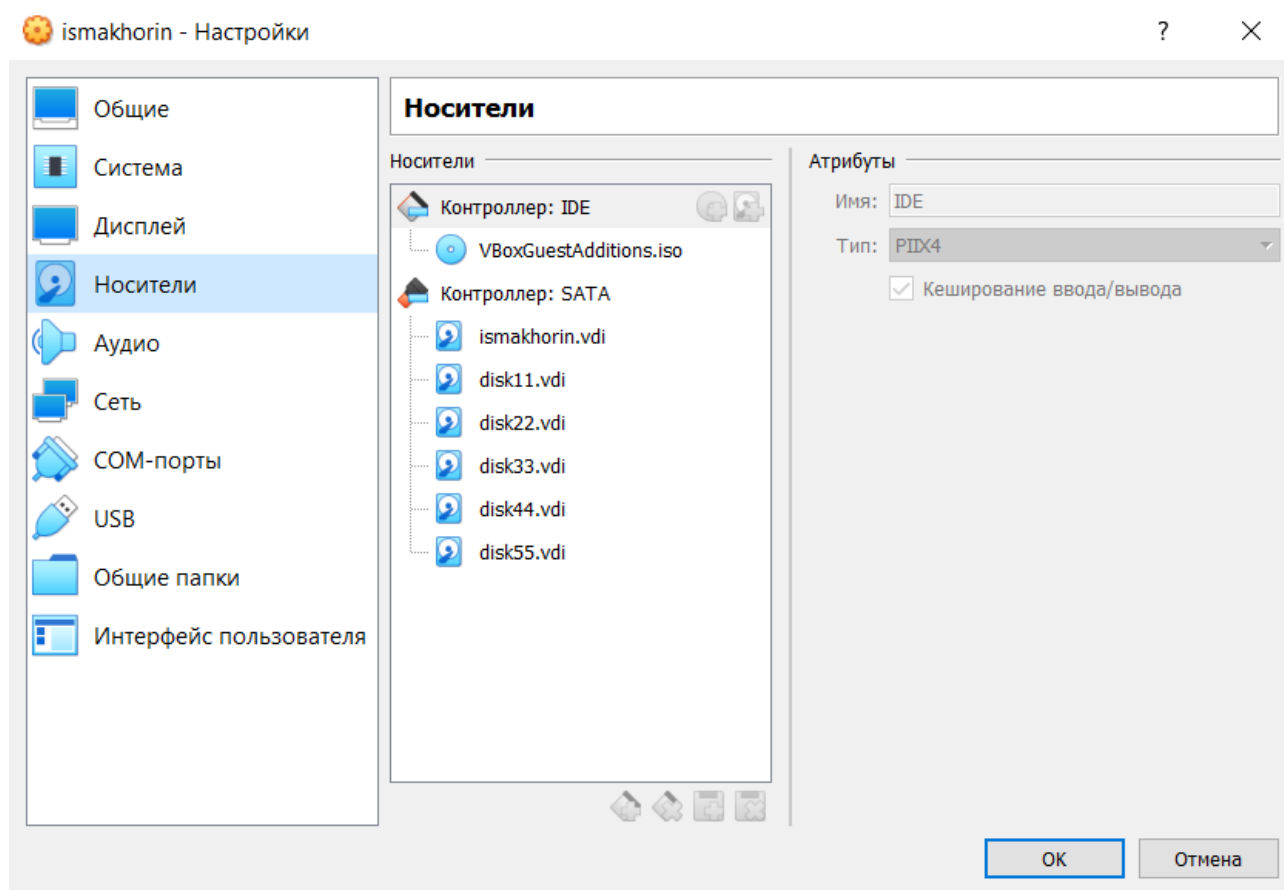 ismakhorin - Настройки
?
Общие
Система
Дисплей
Носители
Аудио
Сеть
COM-порты
USB
Общие папки
Интерфейс пользователя
Носители
Носители
Контроллер: IDE
VBoxGuestAdditions.iso
Контроллер: SATA
ismakhorin.vdi
disk11.vdi
disk22.vdi
disk33.vdi
disk44.vdi
disk55.vdi
Атрибуты
Имя: IDE
Тип: PIIX4
Кеширование ввода/вывода
OK
Отмена